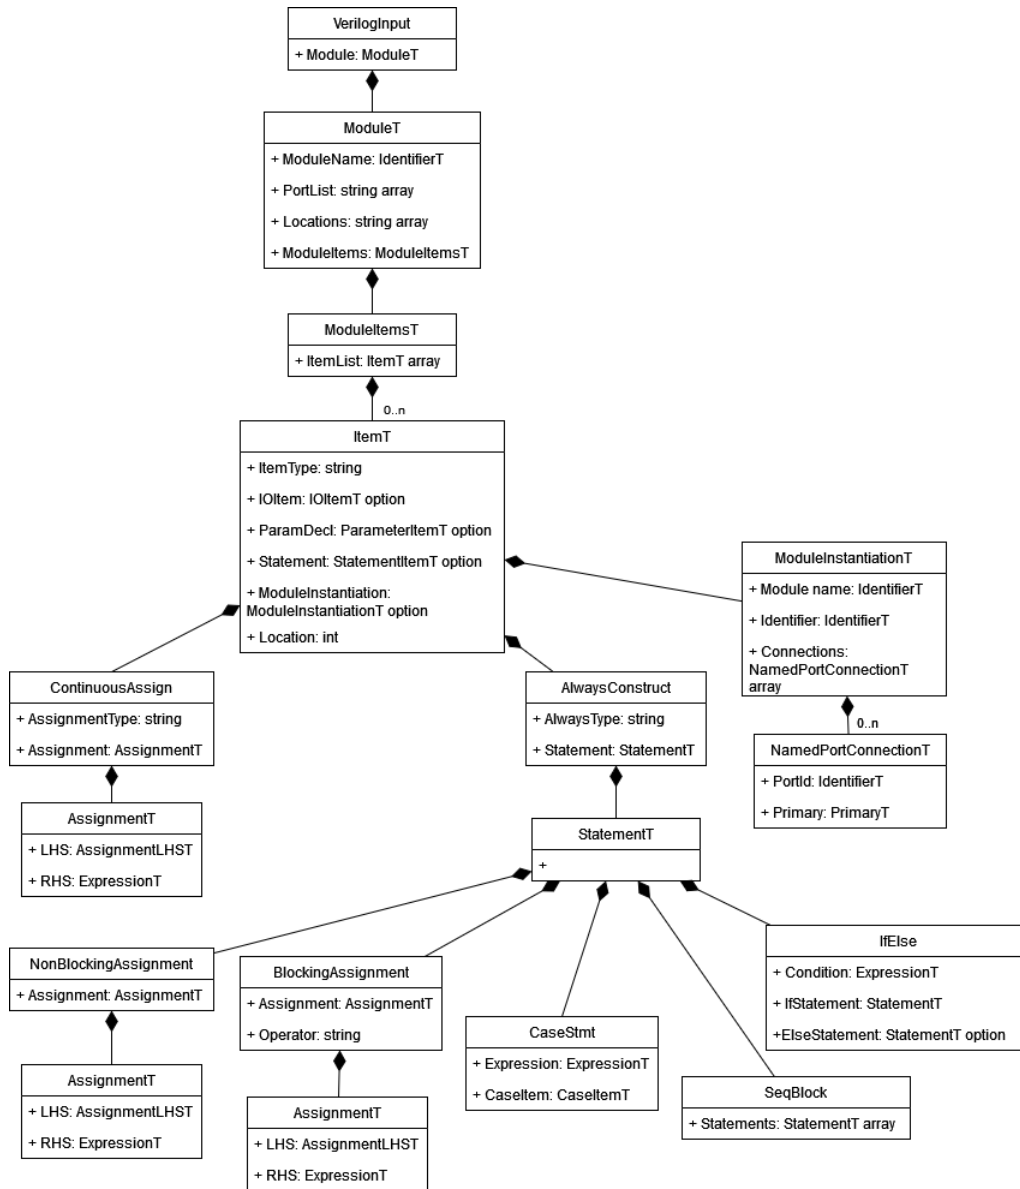 VerilogInput
+ Module: ModuleT
ModuleT
+ ModuleName: IdentifierT
+ PortList: string array
+ Locations: string array
+ ModuleItems: ModuleItemsT
ModuleItemsT
+ ItemList: ItemT array
0..n
ItemT
+ ItemType: string
+ IOItem: IOItemT option
+ ParamDecl: ParameterItemT option
+ Statement: StatementItemT option
+ ModuleInstantiation:
ModuleInstantiationT option
+ Location: int
ModuleInstantiationT
+ Module name: IdentifierT
+ Identifier: IdentifierT
+ Connections:
NamedPortConnectionT
array
0..n
NamedPortConnectionT
+ PortId: IdentifierT
+ Primary: PrimaryT
ContinuousAssign
+ AssignmentType: string
+ Assignment: AssignmentT
AssignmentT
+ LHS: AssignmentLHST
+ RHS: ExpressionT
AlwaysConstruct
+ AlwaysType: string
+ Statement: StatementT
StatementT
+
NonBlockingAssignment
+ Assignment: AssignmentT
AssignmentT
+ LHS: AssignmentLHST
+ RHS: ExpressionT
BlockingAssignment
+ Assignment: AssignmentT
+ Operator: string
AssignmentT
+ LHS: AssignmentLHST
+ RHS: ExpressionT
CaseStmt
+ Expression: ExpressionT
+ CaseItem: CaseItemT
SeqBlock
+ Statements: StatementT array
IfElse
+ Condition: ExpressionT
+ IfStatement: StatementT
+ElseStatement: StatementT option